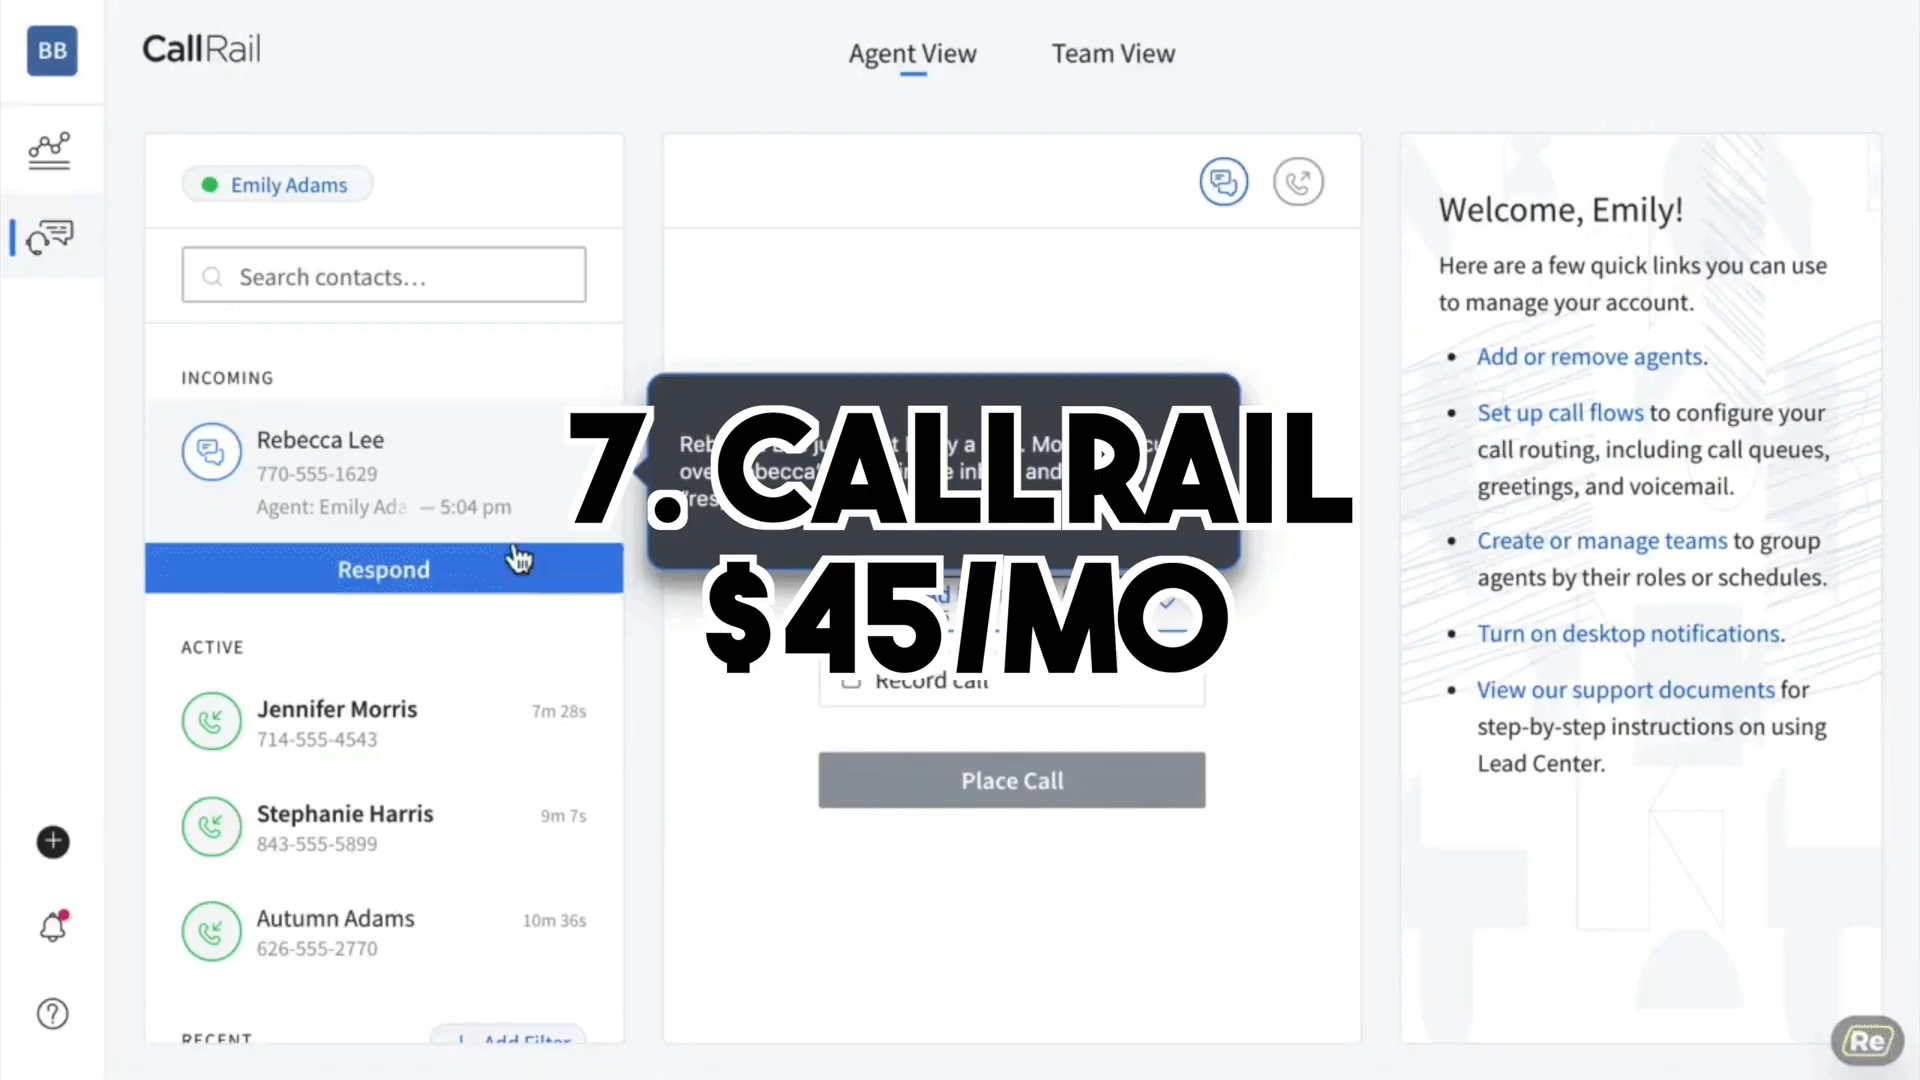 BB
CallRail
Agent View
Team View
Emily Adams
Search contacts...
INCOMING
Rebecca Lee
770-555-1629
Agent: Emily Ada — 5:04 pm
Respond
ACTIVE
Jennifer Morris
7m 28s
714-555-4543
Stephanie Harris
9m 7s
843-555-5899
Autumn Adams
10m 36s
626-555-2770
RECENT
Add Filter
7. CALLRAIL
$45/MO
Record call
Place Call
Welcome, Emily!
Here are a few quick links you can use
to manage your account.
• Add or remove agents.
• Set up call flows to configure your
call routing, including call queues,
greetings, and voicemail.
• Create or manage teams to group
agents by their roles or schedules.
• Turn on desktop notifications.
• View our support documents for
step-by-step instructions on using
Lead Center.
Re